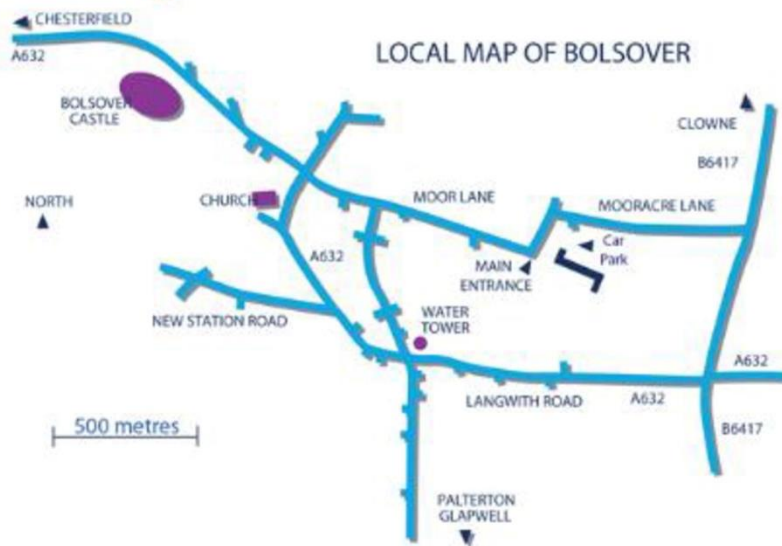 CHESTERFIELD
A632
LOCAL MAP OF BOLSOVER
BOLSOVER
CASTLE
CLOWNE
B6417
NORTH
CHURCH
MOOR LANE
MOORACRE LANE
A632
MAIN
ENTRANCE
Car
Park
NEW STATION ROAD
WATER
TOWER
A632
LANGWITH ROAD
A632
B6417
500 metres
PALTERTON
GLAPWELL